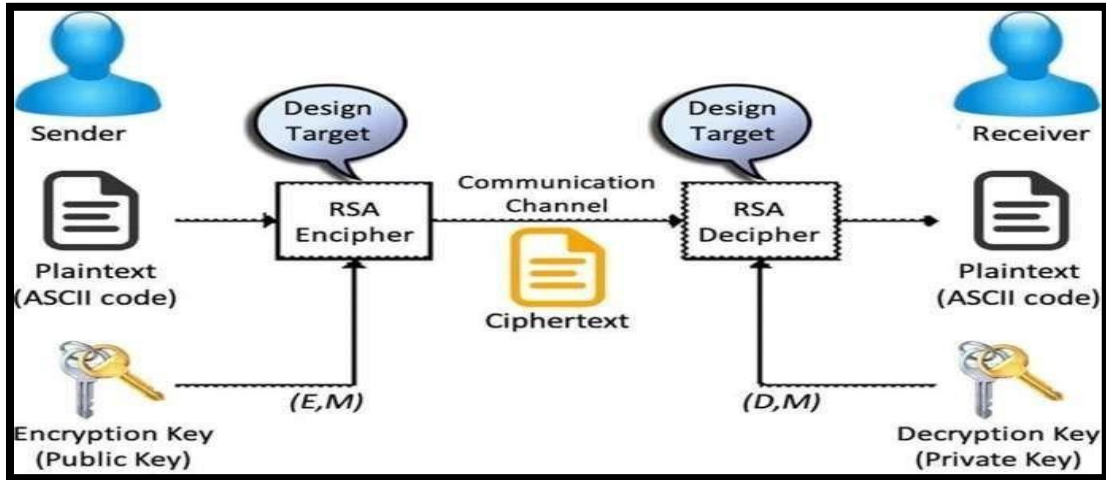 Sender
Design
Target
Design
Target
Receiver
Plaintext
(ASCII code)
RSA
Encipher
Communication
Channel
Ciphertext
RSA
Decipher
Plaintext
(ASCII code)
Encryption Key
(Public Key)
(E,M)
(D,M)
Decryption Key
(Private Key)